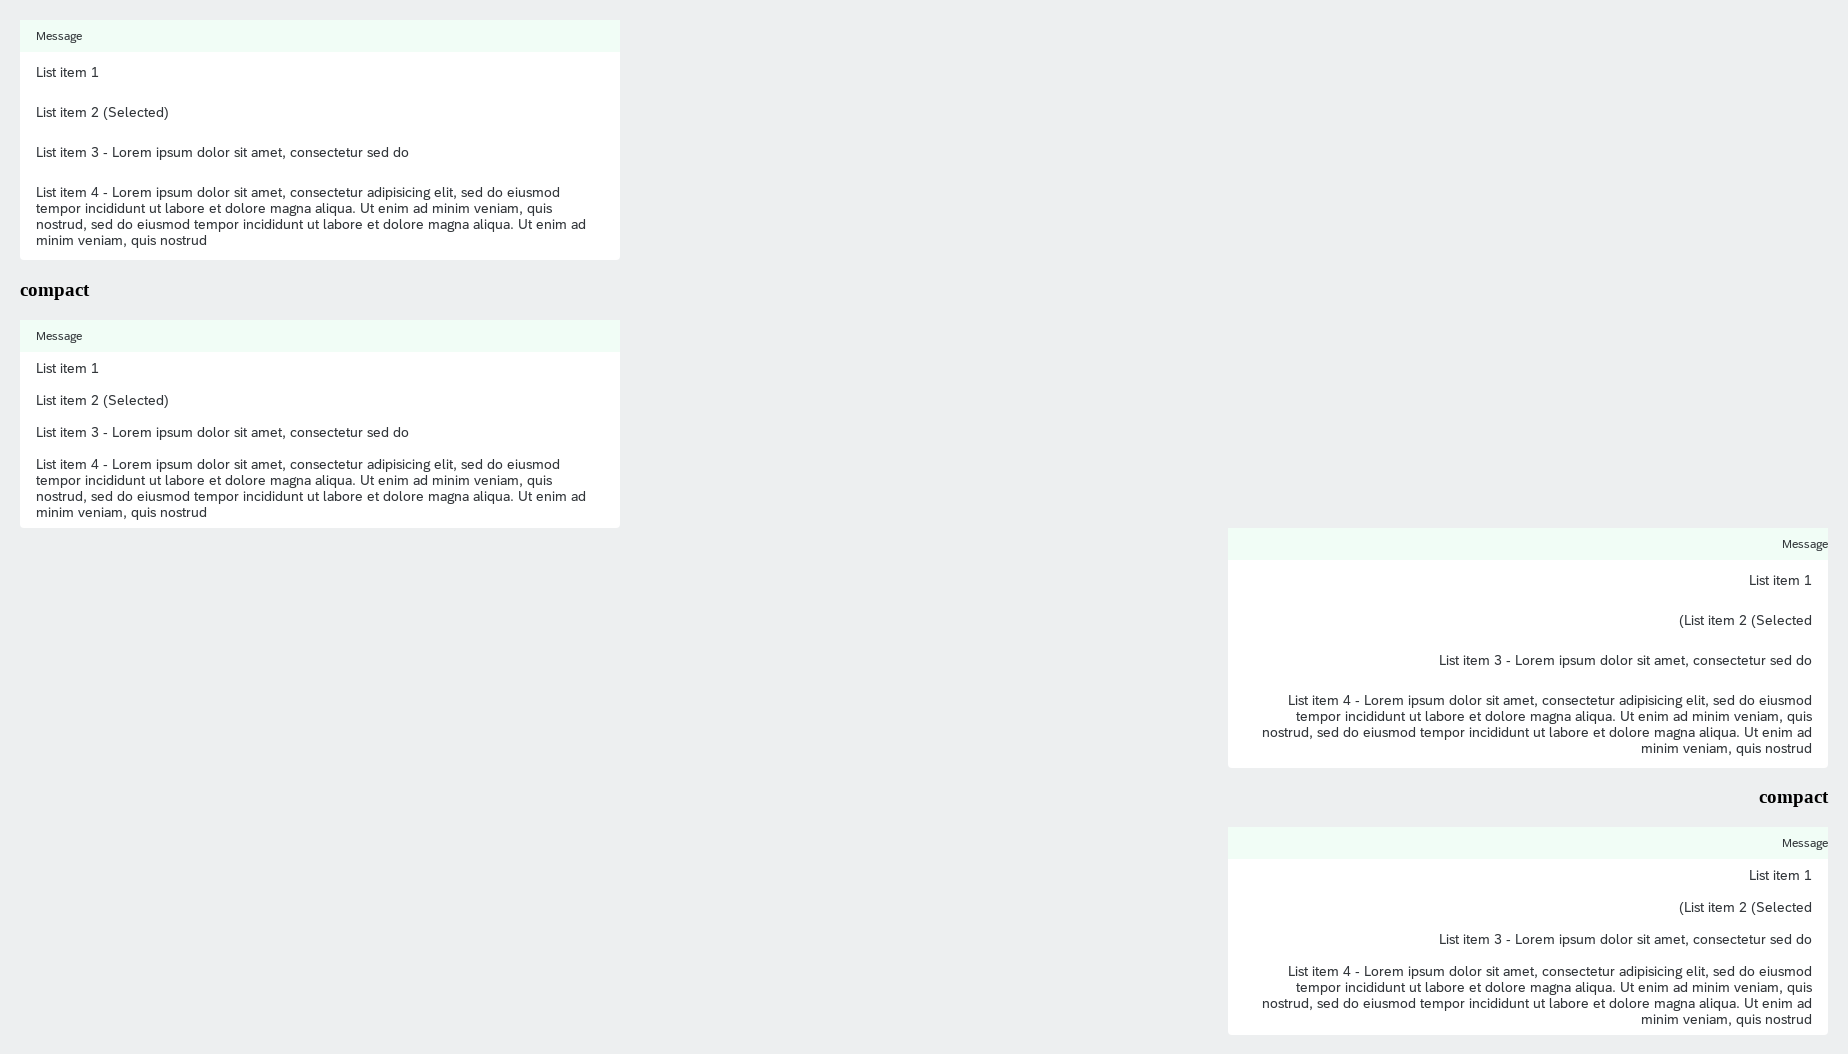 Message
List item 1
List item 2 (Selected)
List item 3 - Lorem ipsum dolor sit amet, consectetur sed do
List item 4 - Lorem ipsum dolor sit amet, consectetur adipisicing elit, sed do eiusmod
tempor incididunt ut labore et dolore magna aliqua. Ut enim ad minim veniam, quis
nostrud, sed do eiusmod tempor incididunt ut labore et dolore magna aliqua. Ut enim ad
minim veniam, quis nostrud
compact
Message
List item 1
List item 2 (Selected)
List item 3 - Lorem ipsum dolor sit amet, consectetur sed do
List item 4 - Lorem ipsum dolor sit amet, consectetur adipisicing elit, sed do eiusmod
tempor incididunt ut labore et dolore magna aliqua. Ut enim ad minim veniam, quis
nostrud, sed do eiusmod tempor incididunt ut labore et dolore magna aliqua. Ut enim ad
minim veniam, quis nostrud
Message
List item 1
(List item 2 (Selected
List item 3 - Lorem ipsum dolor sit amet, consectetur sed do
List item 4 - Lorem ipsum dolor sit amet, consectetur adipisicing elit, sed do eiusmod
tempor incididunt ut labore et dolore magna aliqua. Ut enim ad minim veniam, quis
nostrud, sed do eiusmod tempor incididunt ut labore et dolore magna aliqua. Ut enim ad
minim veniam, quis nostrud
compact
Message
List item 1
(List item 2 (Selected
List item 3 - Lorem ipsum dolor sit amet, consectetur sed do
List item 4 - Lorem ipsum dolor sit amet, consectetur adipisicing elit, sed do eiusmod
tempor incididunt ut labore et dolore magna aliqua. Ut enim ad minim veniam, quis
nostrud, sed do eiusmod tempor incididunt ut labore et dolore magna aliqua. Ut enim ad
minim veniam, quis nostrud